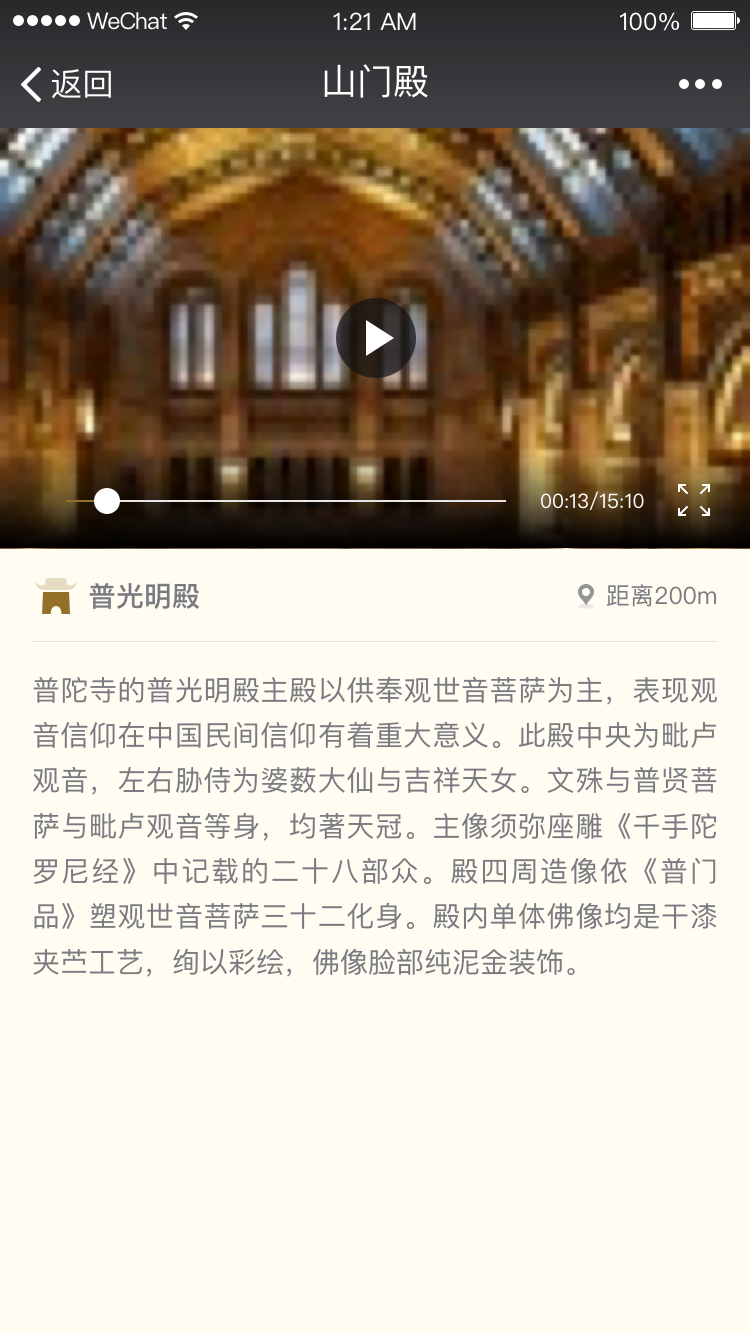 WeChat 1:21 AM 100%
返回 山门殿
00:13/15:10
普光明殿 距离200m
普陀寺的普光明殿主殿以供奉观世音菩萨为主，表现观
音信仰在中国民间信仰有着重大意义。此殿中央为毗卢
观音，左右胁侍为婆薮大仙与吉祥天女。文殊与普贤菩
萨与毗卢观音等身，均著天冠。主像须弥座雕《千手陀
罗尼经》中记载的二十八部众。殿四周造像依《普门
品》塑观世音菩萨三十二化身。殿内单体佛像均是干漆
夹苎工艺，绚以彩绘，佛像脸部纯泥金装饰。